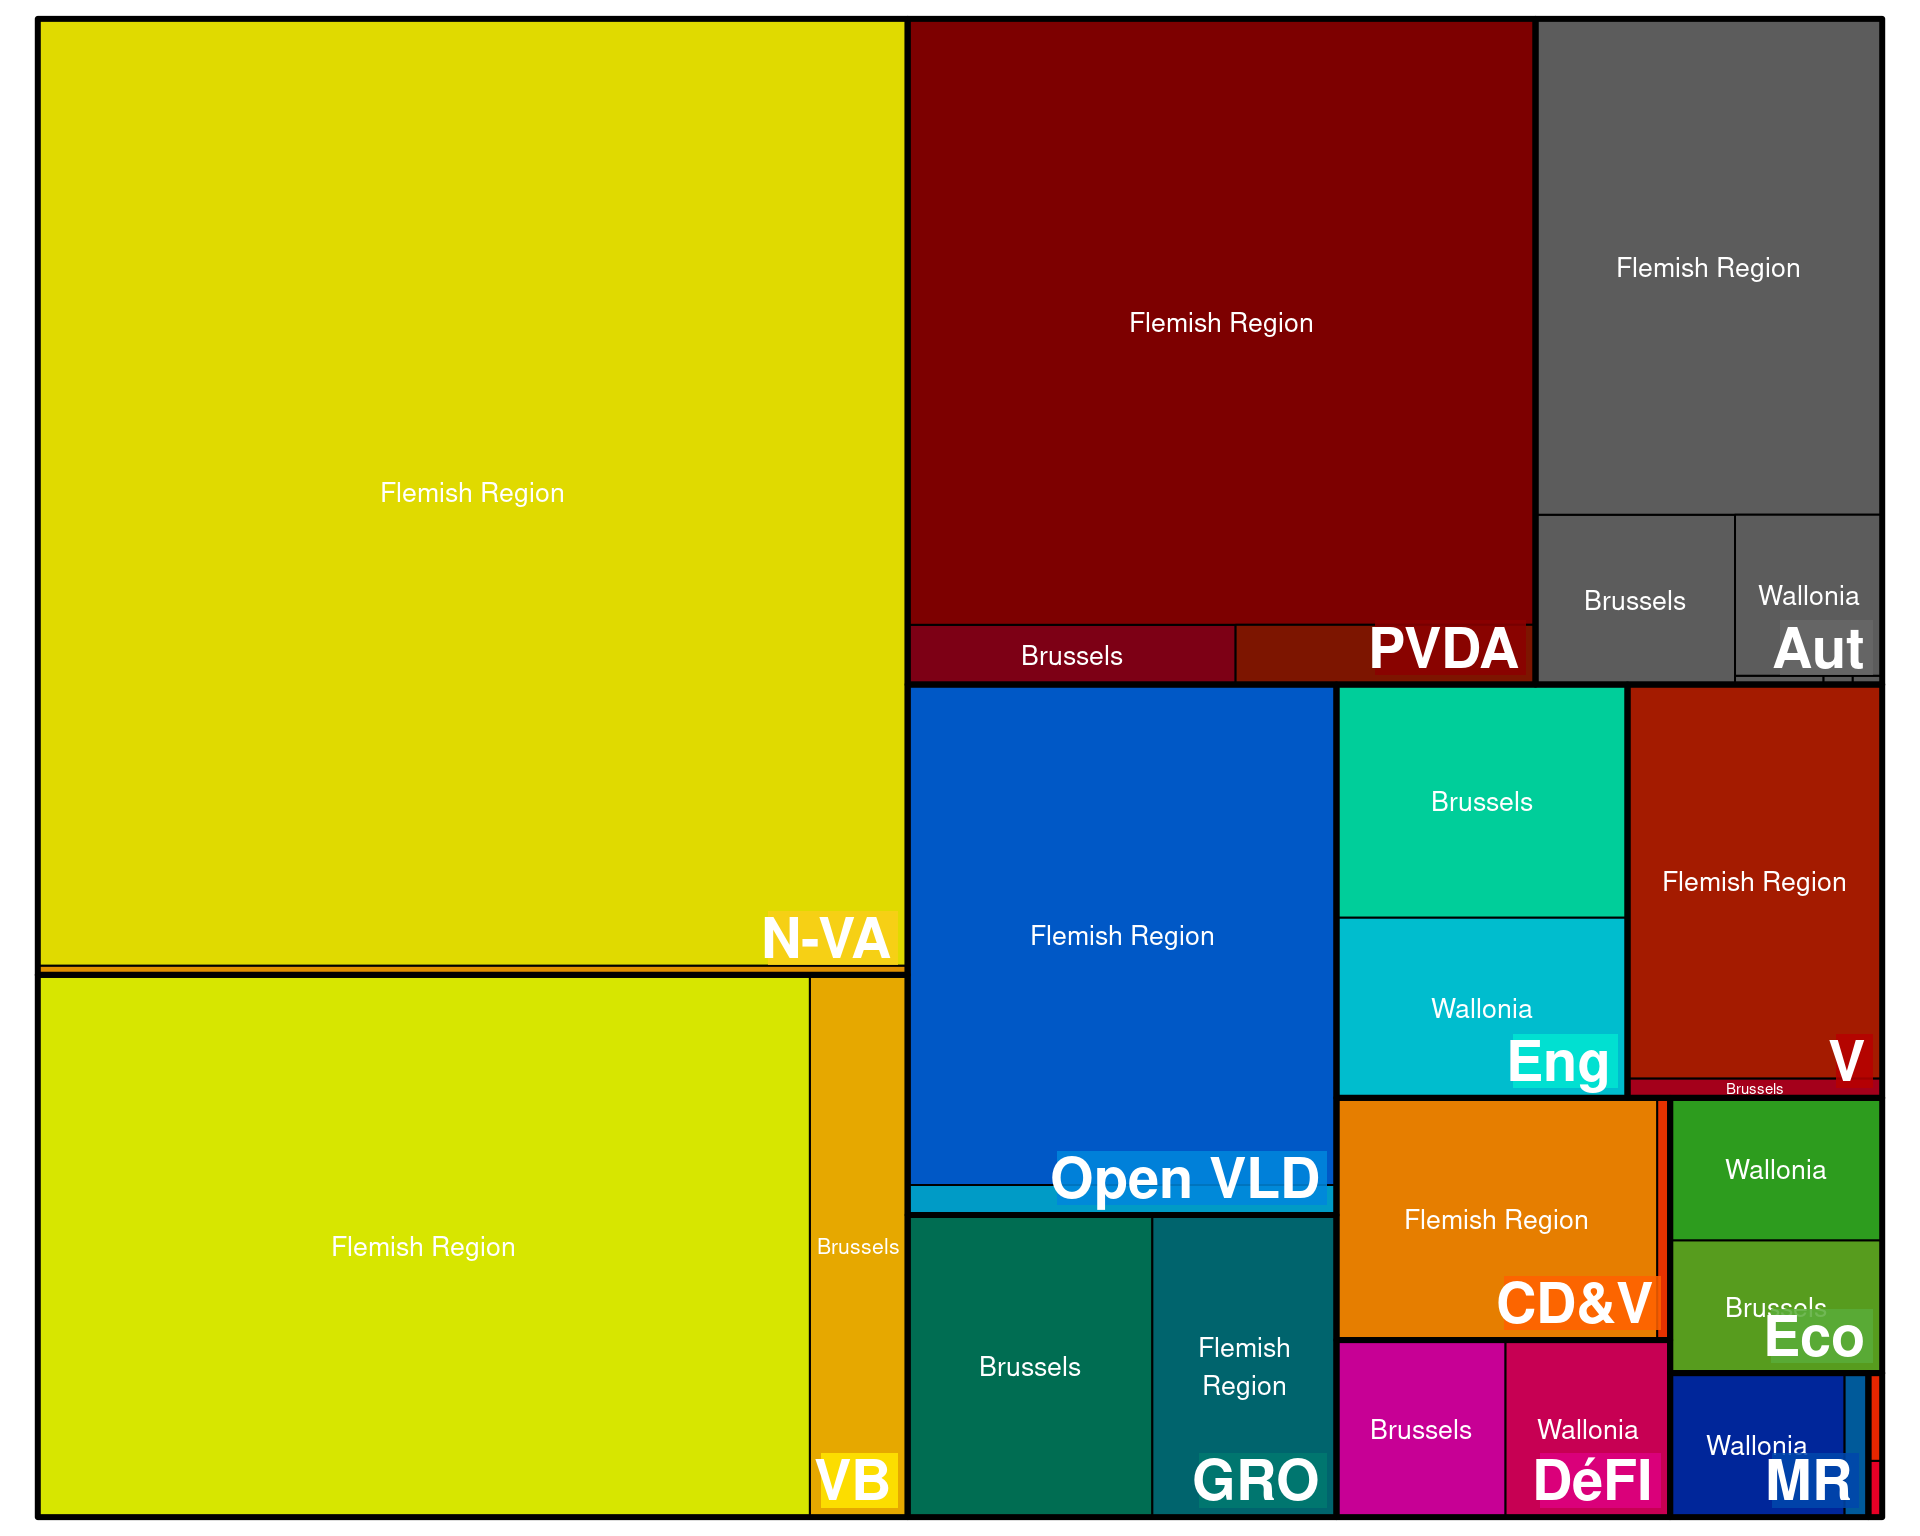 Flemish Region
N-VA
Flemish Region
Brussels
VB
Flemish Region
Brussels
PVDA
Flemish Region
Brussels
Wallonia
Aut
Flemish Region
Open VLD
Brussels
Wallonia
Eng
Flemish Region
V
Brussels
Brussels
Flemish
Region
GRO
Flemish Region
CD&V
Wallonia
Brussels
Eco
Brussels
Wallonia
DéFI
Wallonia
MR